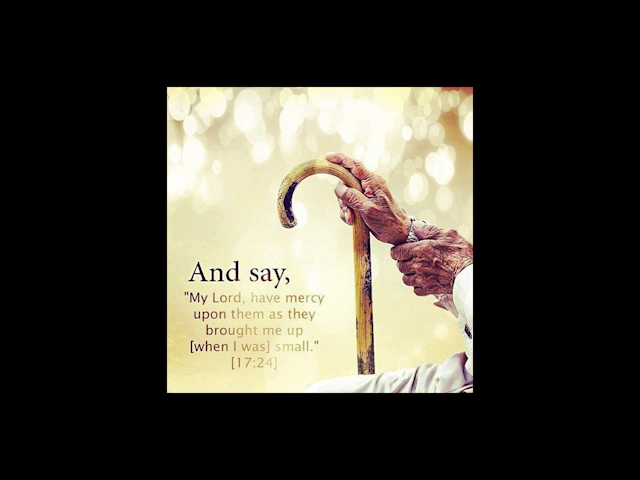 And say,
"My Lord, have mercy
upon them as they
brought me up
[when I was] small."
[17:24]